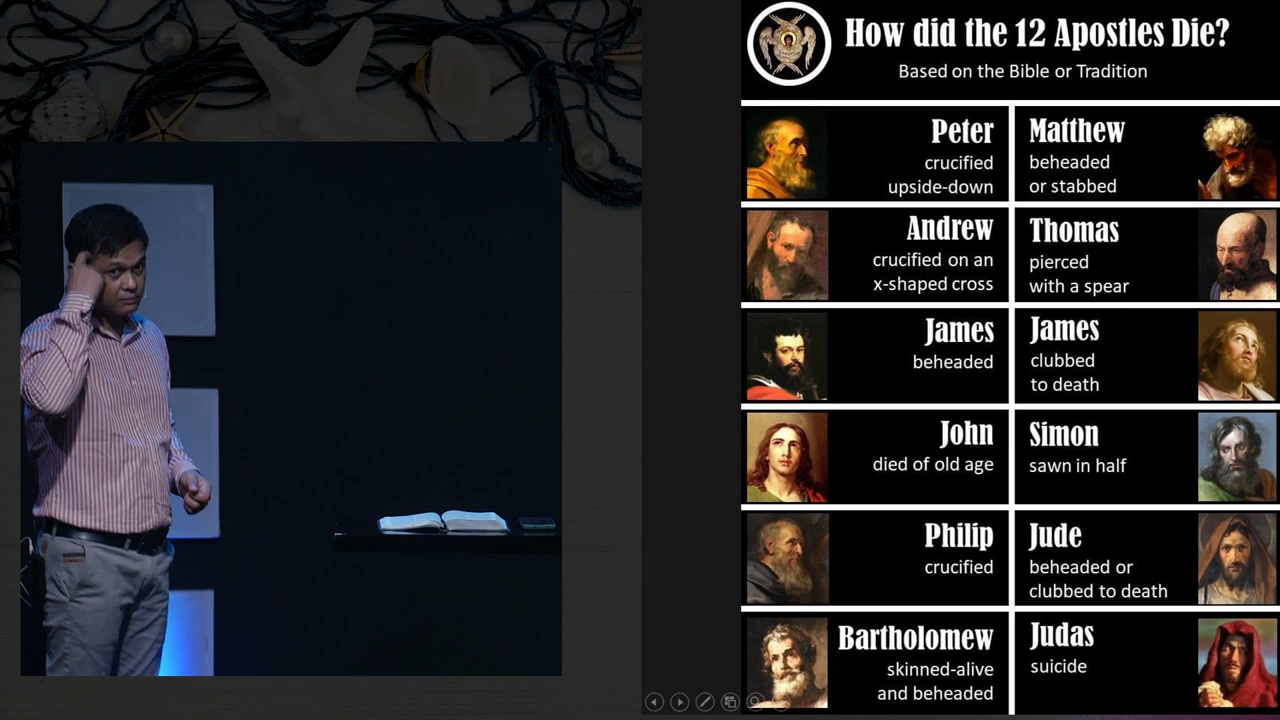 How did the 12 Apostles Die?
Based on the Bible or Tradition
Peter
crucified
upside-down
Matthew
beheaded
or stabbed
Andrew
crucified on an
x-shaped cross
Thomas
pierced
with a spear
James
beheaded
James
clubbed
to death
John
died of old age
Simon
sawn in half
Philip
crucified
Jude
beheaded or
clubbed to death
Bartholomew
skinned-alive
and beheaded
Judas
suicide